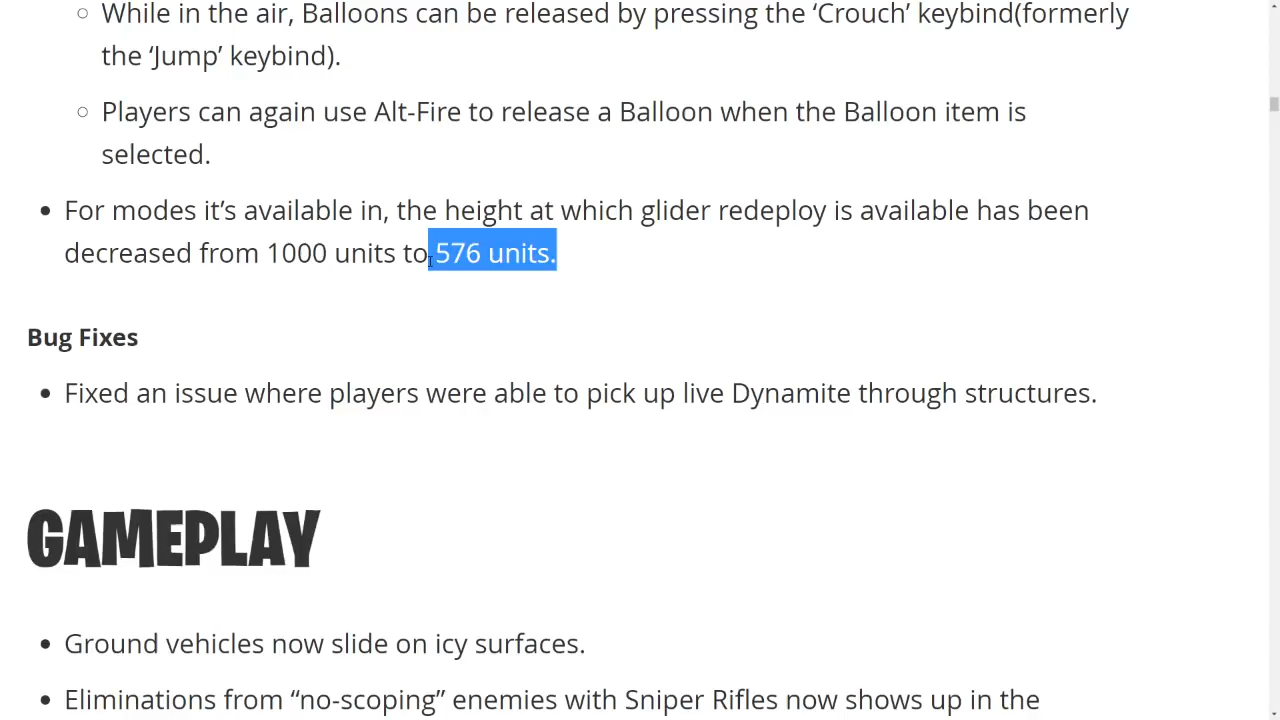 While in the air, Balloons can be released by pressing the ‘Crouch’ keybind(formerly
the ‘Jump’ keybind).
Players can again use Alt-Fire to release a Balloon when the Balloon item is
selected.
For modes it’s available in, the height at which glider redeploy is available has been
decreased from 1000 units to 576 units.
Bug Fixes
Fixed an issue where players were able to pick up live Dynamite through structures.
GAMEPLAY
Ground vehicles now slide on icy surfaces.
Eliminations from “no-scoping” enemies with Sniper Rifles now shows up in the